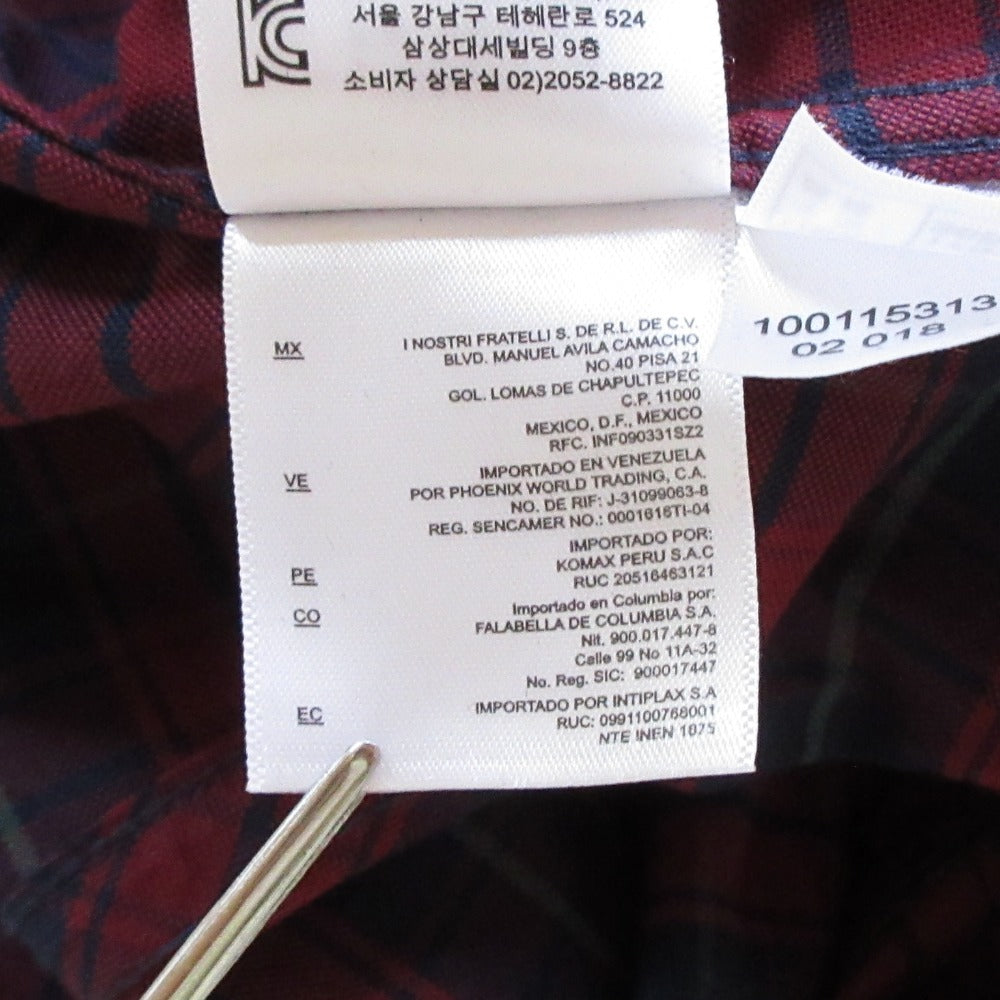 서울 강남구 테헤란로 524
삼상대세빌딩 9층
소비자 상담실 02)2052-8822
MX
I NOSTRI FRATELLI S. DE R.L. DE C.V.
BLVD. MANUEL AVILA CAMACHO
NO.40 PISA 21
GOL. LOMAS DE CHAPULTEPEC
C.P. 11000
MEXICO, D.F., MEXICO
RFC. INF090331SZ2
VE
IMPORTADO EN VENEZUELA
POR PHOENIX WORLD TRADING, C.A.
NO. DE RIF: J-31099063-8
REG. SENCAMER NO.: 0001616TI-04
PE
IMPORTADO POR:
KOMAX PERU S.A.C
RUC 20516463121
CO
Importado en Columbia por:
FALABELLA DE COLUMBIA S.A.
Nit. 900.017.447-8
Calle 99 No 11A-32
No. Reg. SIC: 900017447
EC
IMPORTADO POR INTIPLAX S.A
RUC: 0991100768001
NTE INEN 1875
100115313
02 018